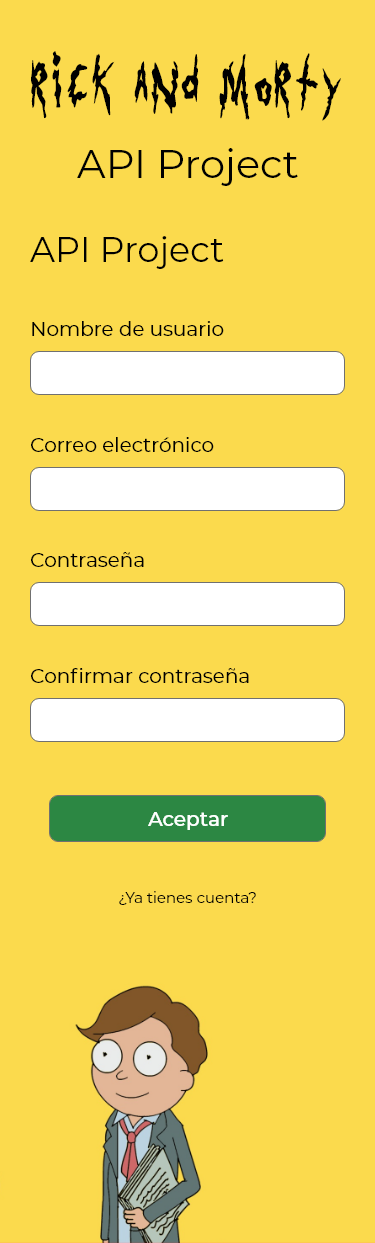 Rick And Morty
API Project
API Project
Nombre de usuario
Correo electrónico
Contraseña
Confirmar contraseña
Aceptar
¿Ya tienes cuenta?